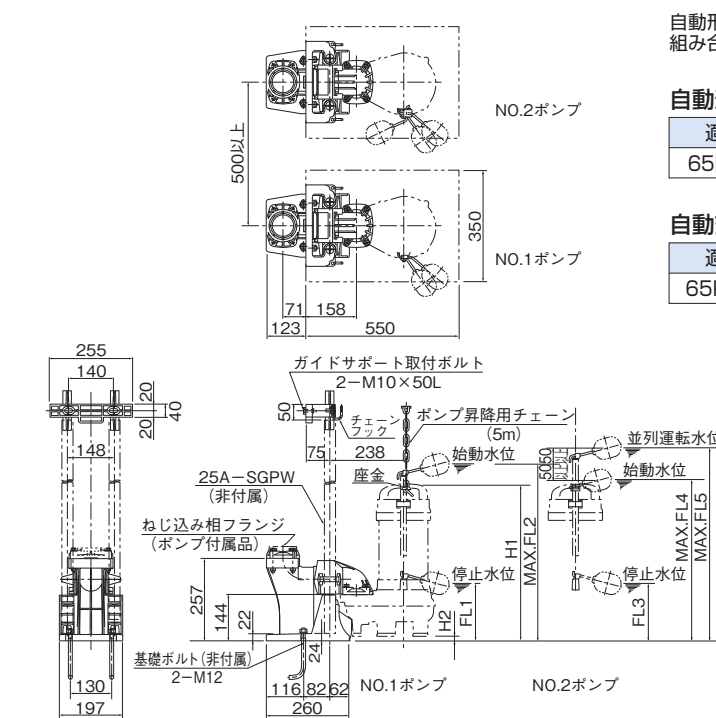 自動形
組み合
自動
適
65
自動
適
65
NO.2ポンプ
500以上
350
NO.1ポンプ
71 158
123 550
255
140
20
20
40
148
ガイドサポート取付ボルト
2−M10×50L
50
チェーン
フック
ポンプ昇降用チェーン
(5m)
75 238
始動水位
座金
25A−SGPW
(非付属)
ねじ込み相フランジ
(ポンプ付属品)
並列運転水位
50 50
始動水位
257
144
22
H1
MAX.FL2
MAX.FL4
MAX.FL5
停止水位
FL1
H2
停止水位
FL3
基礎ボルト(非付属)
2−M12
24
116 82 62
260
130
197
NO.1ポンプ
NO.2ポンプ